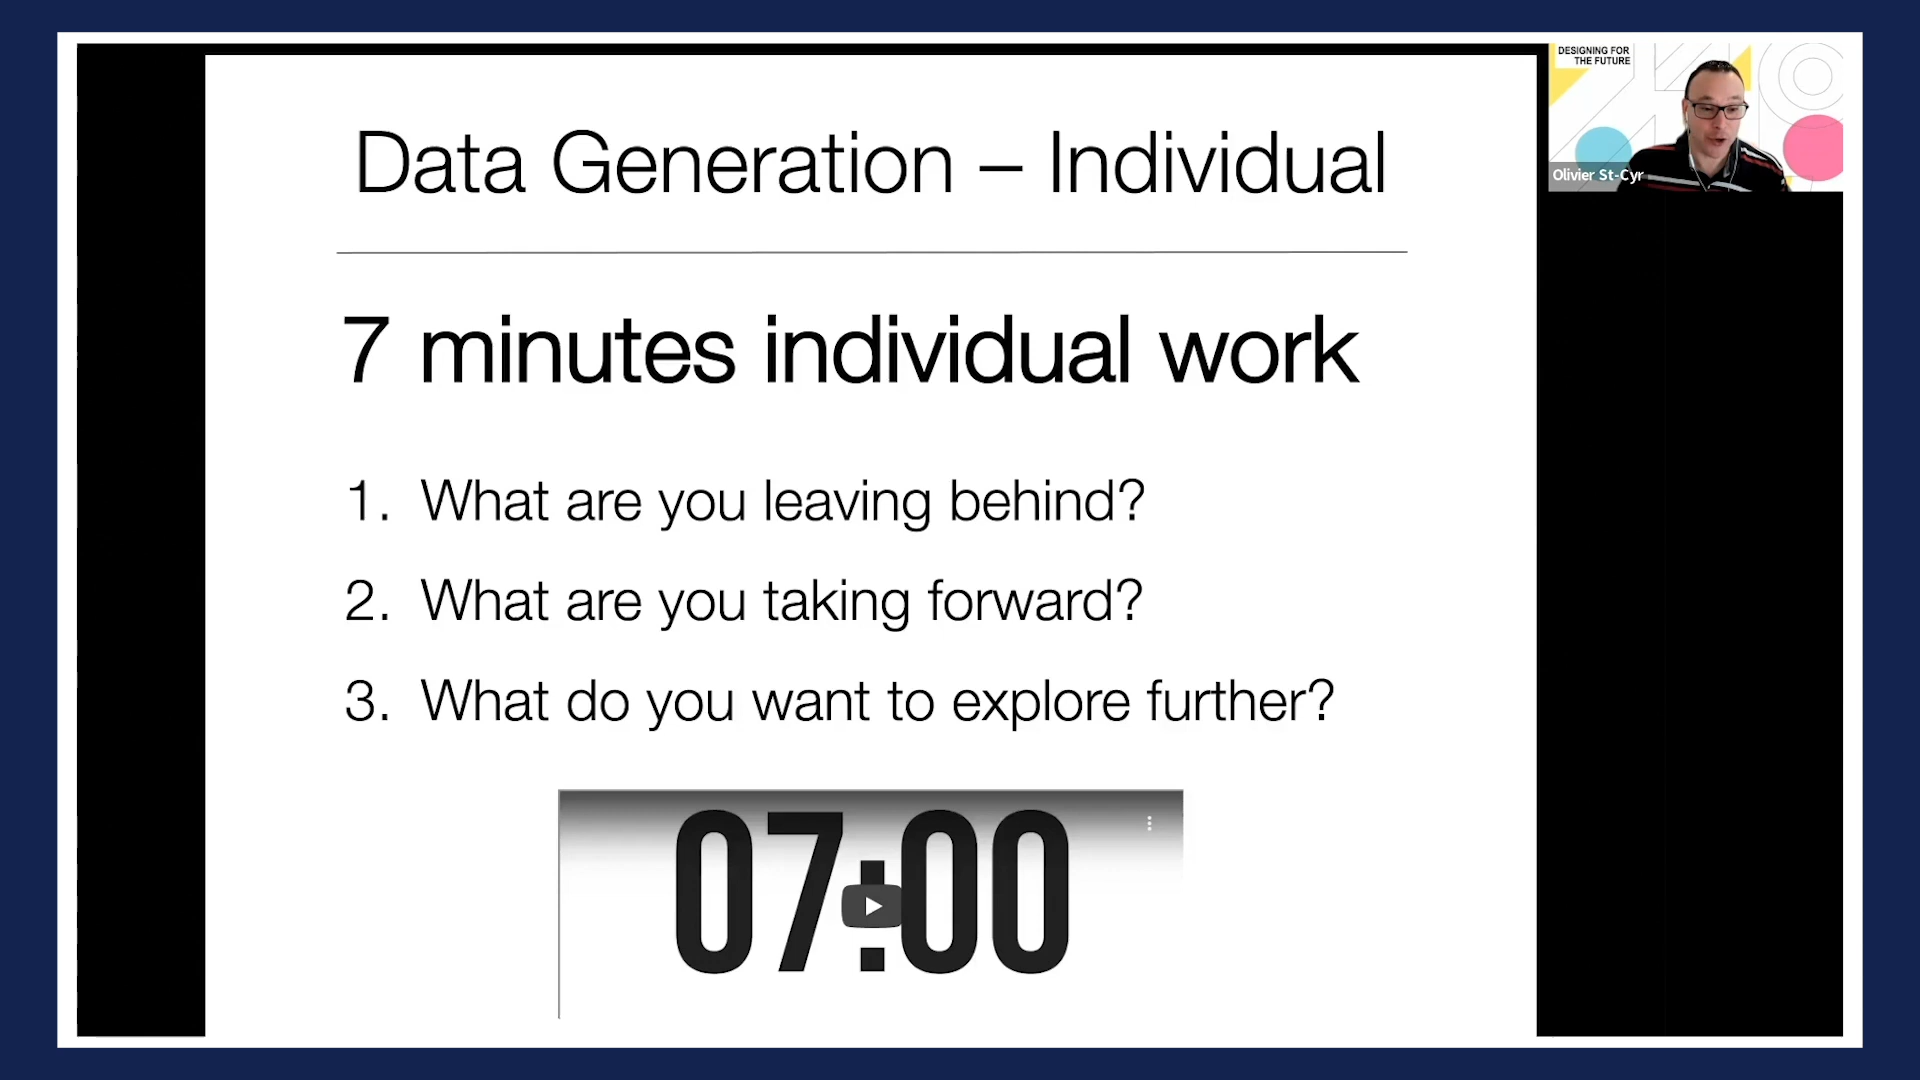 Data Generation – Individual
7 minutes individual work
1. What are you leaving behind?
2. What are you taking forward?
3. What do you want to explore further?
07:00
DESIGNING FOR
THE FUTURE
Olivier St-Cyr